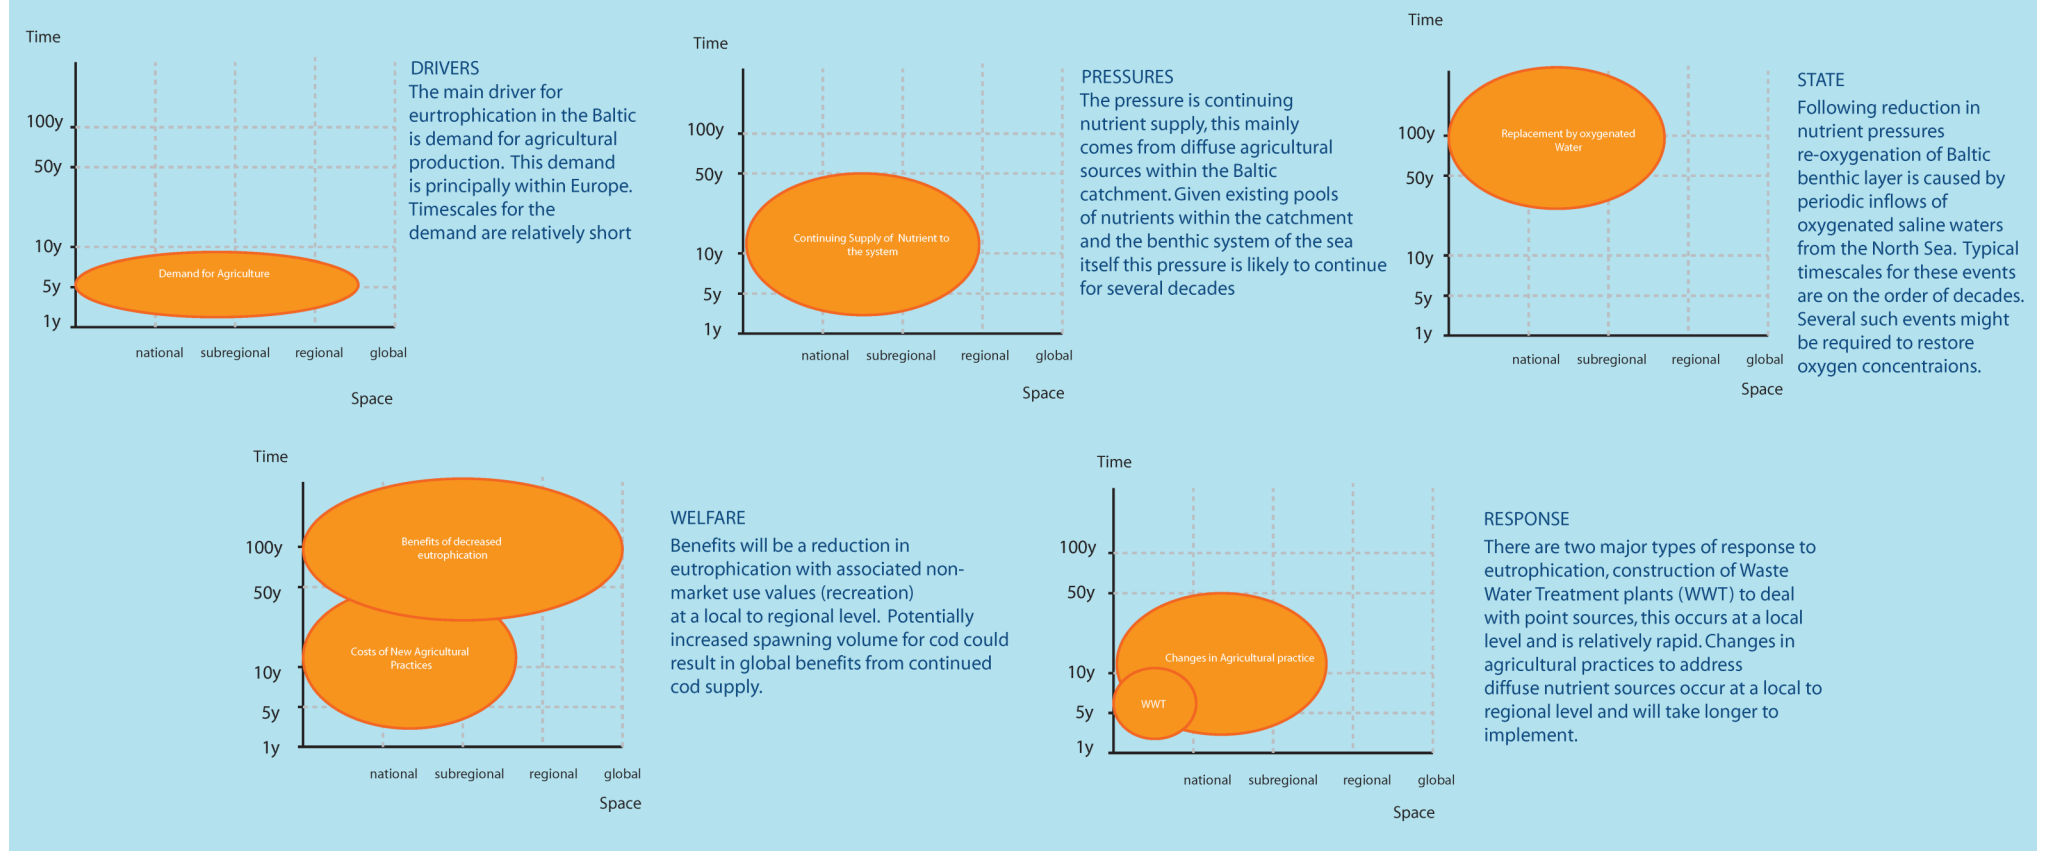 Time
100y
50y
10y
5y
1y
Demand for Agriculture
national subregional regional global
Space
DRIVERS
The main driver for
eurtrophication in the Baltic
is demand for agricultural
production. This demand
is principally within Europe.
Timescales for the
demand are relatively short
Time
100y
50y
10y
5y
1y
Continuing Supply of Nutrient to
the system
national subregional regional global
Space
PRESSURES
The pressure is continuing
nutrient supply, this mainly
comes from diffuse agricultural
sources within the Baltic
catchment. Given existing pools
of nutrients within the catchment
and the benthic system of the sea
itself this pressure is likely to continue
for several decades
Time
100y
50y
10y
5y
1y
Replacement by oxygenated
Water
national subregional regional global
Space
STATE
Following reduction in
nutrient pressures
re-oxygenation of Baltic
benthic layer is caused by
periodic inflows of
oxygenated saline waters
from the North Sea. Typical
timescales for these events
are on the order of decades.
Several such events might
be required to restore
oxygen concentraions.
Time
100y
50y
10y
5y
1y
Benefits of decreased
eutrophication
Costs of New Agricultural
Practices
national subregional regional global
Space
WELFARE
Benefits will be a reduction in
eutrophication with associated non-
market use values (recreation)
at a local to regional level. Potentially
increased spawning volume for cod could
result in global benefits from continued
cod supply.
Time
100y
50y
10y
5y
1y
Changes in Agricultural practice
WWT
national subregional regional global
Space
RESPONSE
There are two major types of response to
eutrophication, construction of Waste
Water Treatment plants (WWT) to deal
with point sources, this occurs at a local
level and is relatively rapid. Changes in
agricultural practices to address
diffuse nutrient sources occur at a local to
regional level and will take longer to
implement.